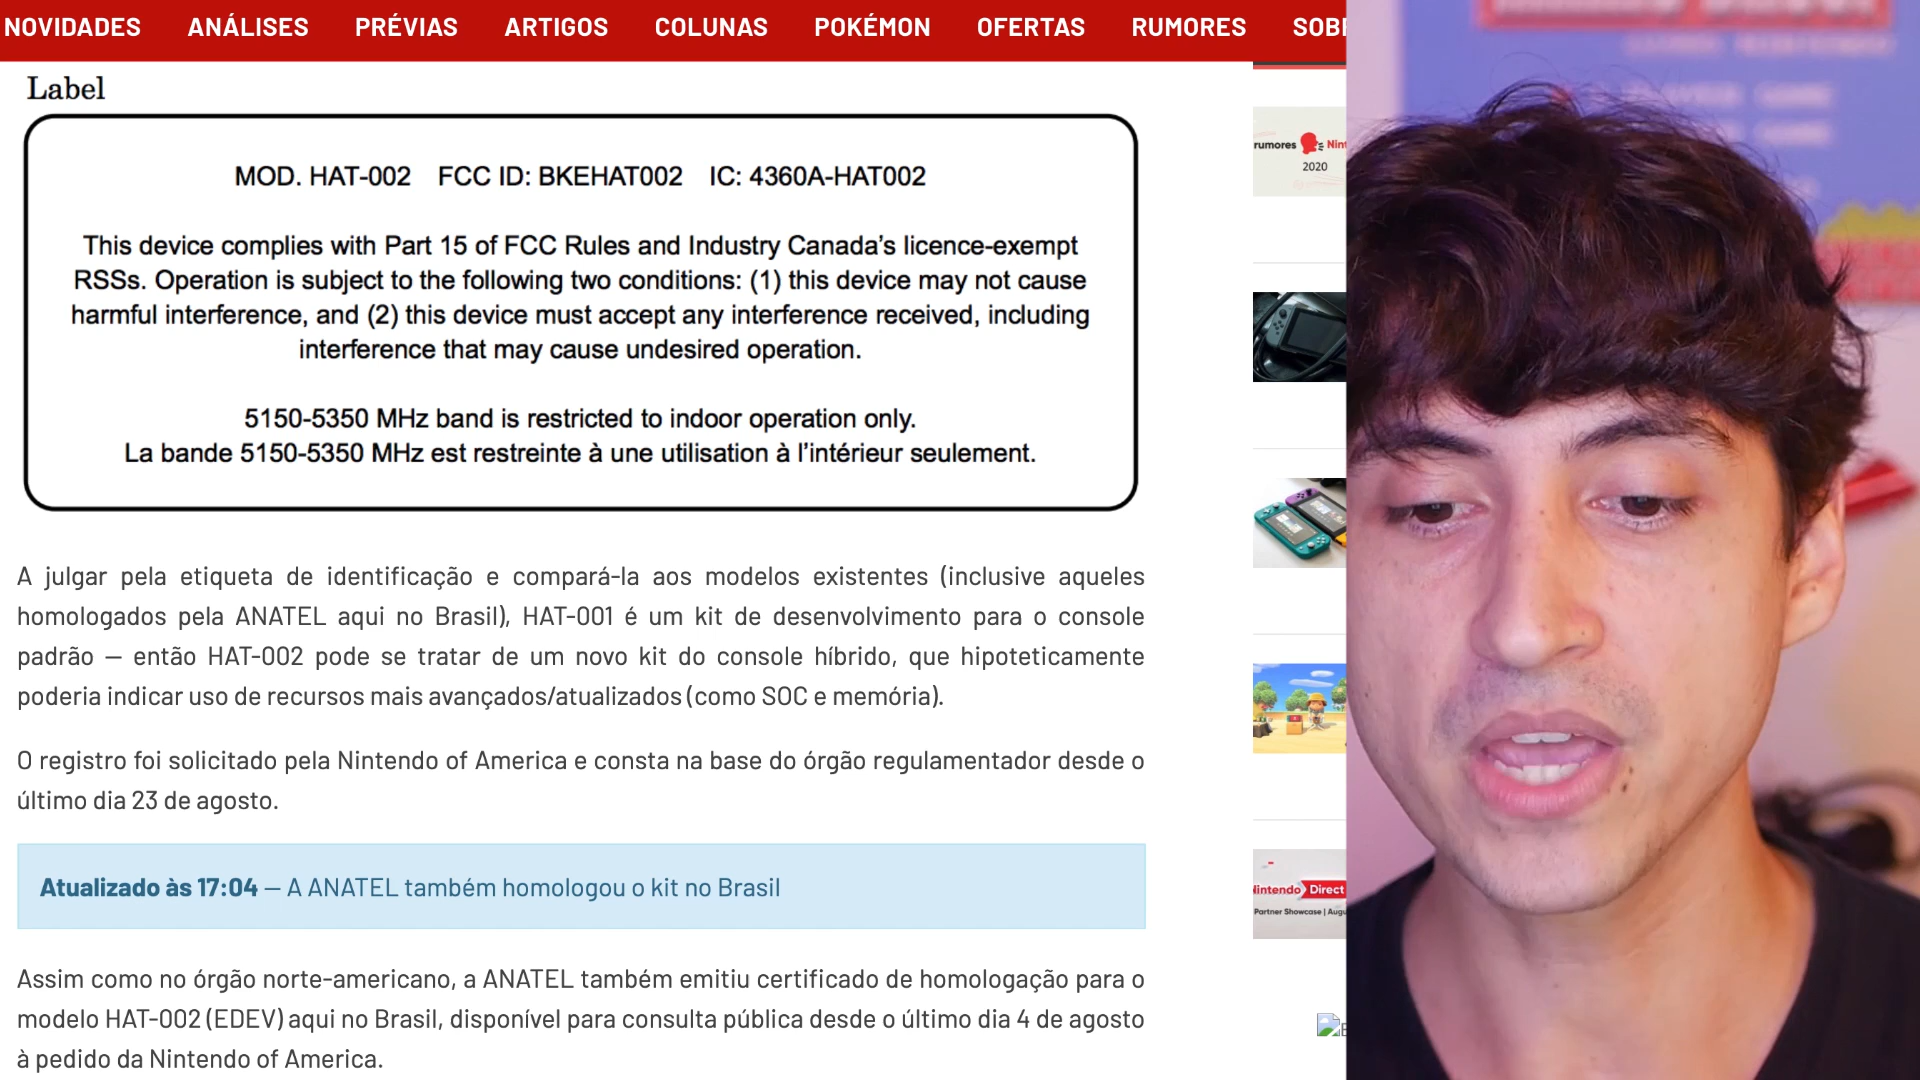 NOVIDADES ANÁLISES PRÉVIAS ARTIGOS COLUNAS POKÉMON OFERTAS RUMORES
Label
MOD. HAT-002 FCC ID: BKEHAT002 IC: 4360A-HAT002
This device complies with Part 15 of FCC Rules and Industry Canada’s licence-exempt
RSSs. Operation is subject to the following two conditions: (1) this device may not cause
harmful interference, and (2) this device must accept any interference received, including
interference that may cause undesired operation.
5150-5350 MHz band is restricted to indoor operation only.
La bande 5150-5350 MHz est restreinte à une utilisation à l’intérieur seulement.
A julgar pela etiqueta de identificação e compará-la aos modelos existentes (inclusive aqueles
homologados pela ANATEL aqui no Brasil), HAT-001 é um kit de desenvolvimento para o console
padrão — então HAT-002 pode se tratar de um novo kit do console híbrido, que hipoteticamente
poderia indicar uso de recursos mais avançados/atualizados (como SOC e memória).
O registro foi solicitado pela Nintendo of America e consta na base do órgão regulamentador desde o
último dia 23 de agosto.
Atualizado às 17:04 — A ANATEL também homologou o kit no Brasil
Assim como no órgão norte-americano, a ANATEL também emitiu certificado de homologação para o
modelo HAT-002 (EDEV) aqui no Brasil, disponível para consulta pública desde o último dia 4 de agosto
à pedido da Nintendo of America.
rumores
2020
Direct
Partner Showcase |